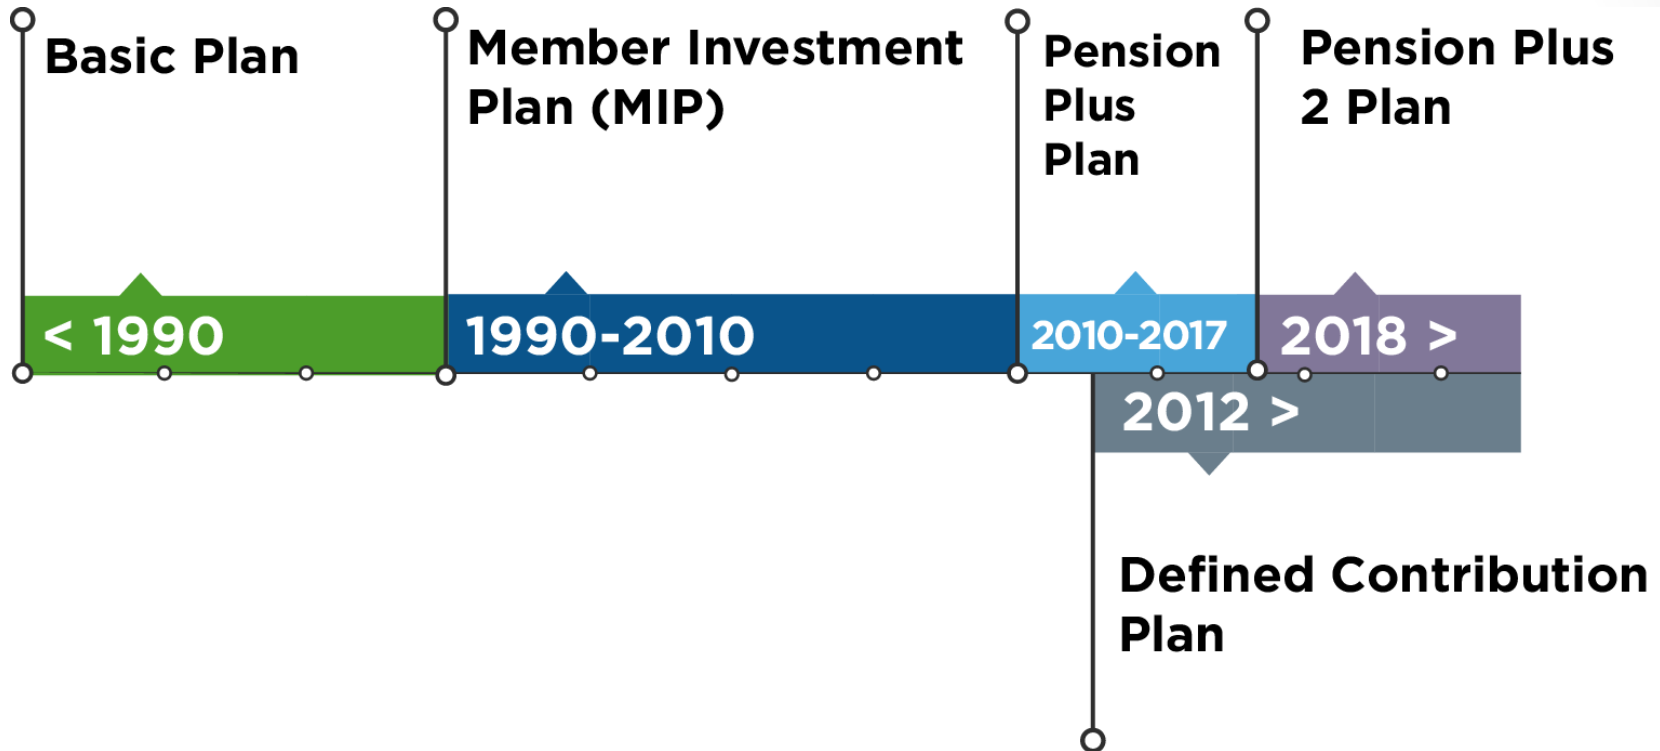 Basic Plan
Member Investment
Plan (MIP)
Pension
Plus
Plan
Pension Plus
2 Plan
< 1990
1990-2010
2010-2017
2018 >
2012 >
Defined Contribution
Plan